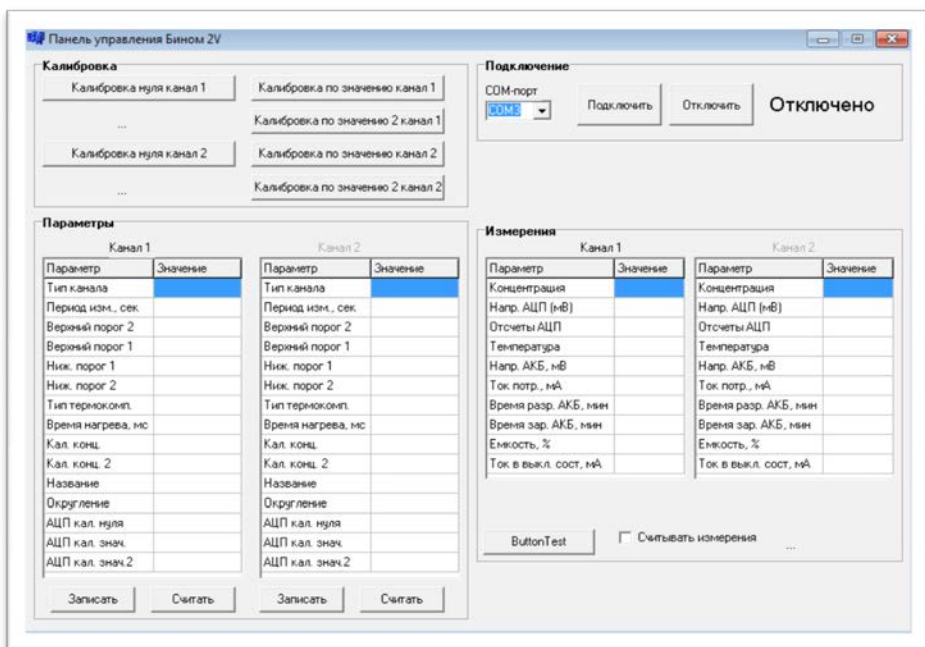 Панель управления Бином 2V
Калибровка
Калибровка нуля канал 1
Калибровка по значению канал 1
...
Калибровка по значению 2 канал 1
Калибровка нуля канал 2
Калибровка по значению канал 2
...
Калибровка по значению 2 канал 2
Подключение
COM-порт
COM3
Подключить
Отключить
Отключено
Параметры
Канал 1
Параметр Значение
Тип канала
Период изм., сек
Верхний порог 2
Верхний порог 1
Ниж. порог 1
Ниж. порог 2
Тип термокомп.
Время нагрева, мс
Кал. конц.
Кал. конц. 2
Название
Округление
АЦП кал. нуля
АЦП кал. знач.
АЦП кал. знач.2
Записать
Считать
Канал 2
Параметр Значение
Тип канала
Период изм., сек
Верхний порог 2
Верхний порог 1
Ниж. порог 1
Ниж. порог 2
Тип термокомп.
Время нагрева, мс
Кал. конц.
Кал. конц. 2
Название
Округление
АЦП кал. нуля
АЦП кал. знач.
АЦП кал. знач.2
Записать
Считать
Измерения
Канал 1
Параметр Значение
Концентрация
Напр. АЦП (мВ)
Отсчеты АЦП
Температура
Напр. АКБ, мВ
Ток потр., мА
Время разр. АКБ, мин
Время зар. АКБ, мин
Емкость, %
Ток в выкл. сост, мА
Канал 2
Параметр Значение
Концентрация
Напр. АЦП (мВ)
Отсчеты АЦП
Температура
Напр. АКБ, мВ
Ток потр., мА
Время разр. АКБ, мин
Время зар. АКБ, мин
Емкость, %
Ток в выкл. сост, мА
ButtonTest
Считывать измерения
...